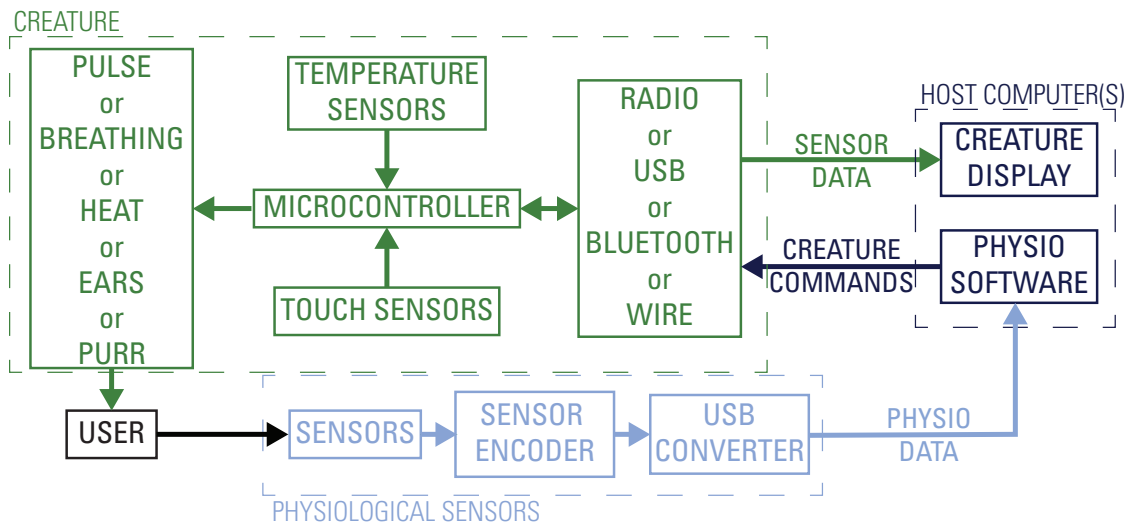 CREATURE
PULSE
or
BREATHING
or
HEAT
or
EARS
or
PURR
TEMPERATURE
SENSORS
MICROCONTROLLER
TOUCH SENSORS
RADIO
or
USB
or
BLUETOOTH
or
WIRE
SENSOR
DATA
CREATURE
COMMANDS
HOST COMPUTER(S)
CREATURE
DISPLAY
PHYSIO
SOFTWARE
USER
SENSORS
SENSOR
ENCODER
USB
CONVERTER
PHYSIO
DATA
PHYSIOLOGICAL SENSORS